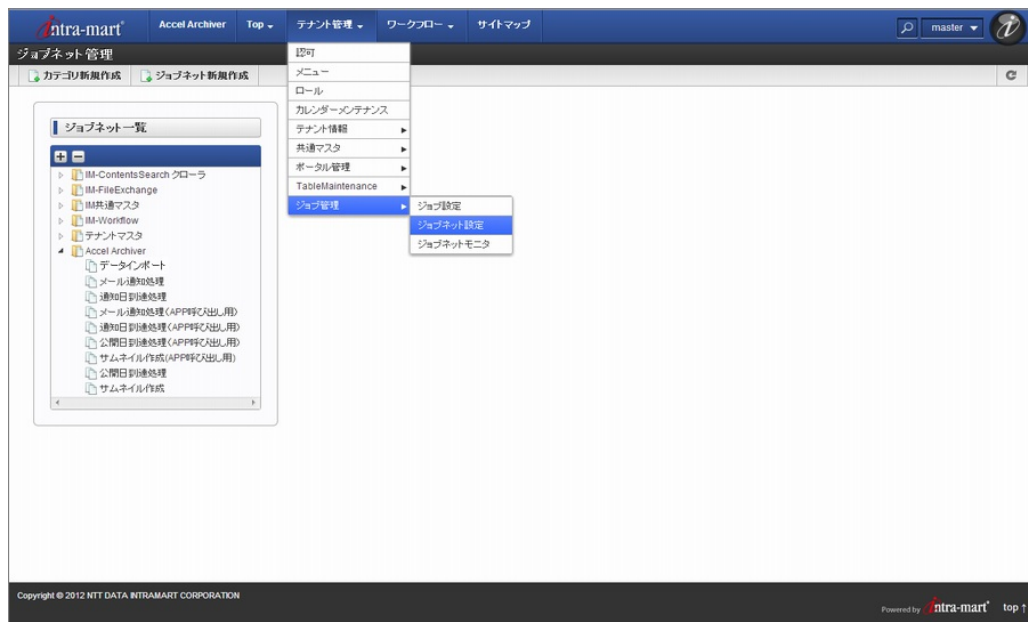 intra-mart Accel Archiver Top テナント管理 ワークフロー サイトマップ master
ジョブネット管理
カテゴリ新規作成 ジョブネット新規作成
認可
メニュー
ロール
カレンダーメンテナンス
テナント情報
共通マスタ
ポータル管理
TableMaintenance
ジョブ管理
ジョブ設定
ジョブネット設定
ジョブネットモニタ
ジョブネット一覧
IM-ContentsSearch クローラ
IM-FileExchange
IM共通マスタ
IM-Workflow
テナントマスタ
Accel Archiver
データインポート
メール通知処理
通知日到達処理
メール通知処理(APP呼び出し用)
通知日到達処理(APP呼び出し用)
公開日到達処理(APP呼び出し用)
サムネイル作成(APP呼び出し用)
公開日到達処理
サムネイル作成
Copyright © 2012 NTT DATA INTRAMART CORPORATION
Powered by intra-mart top ↑